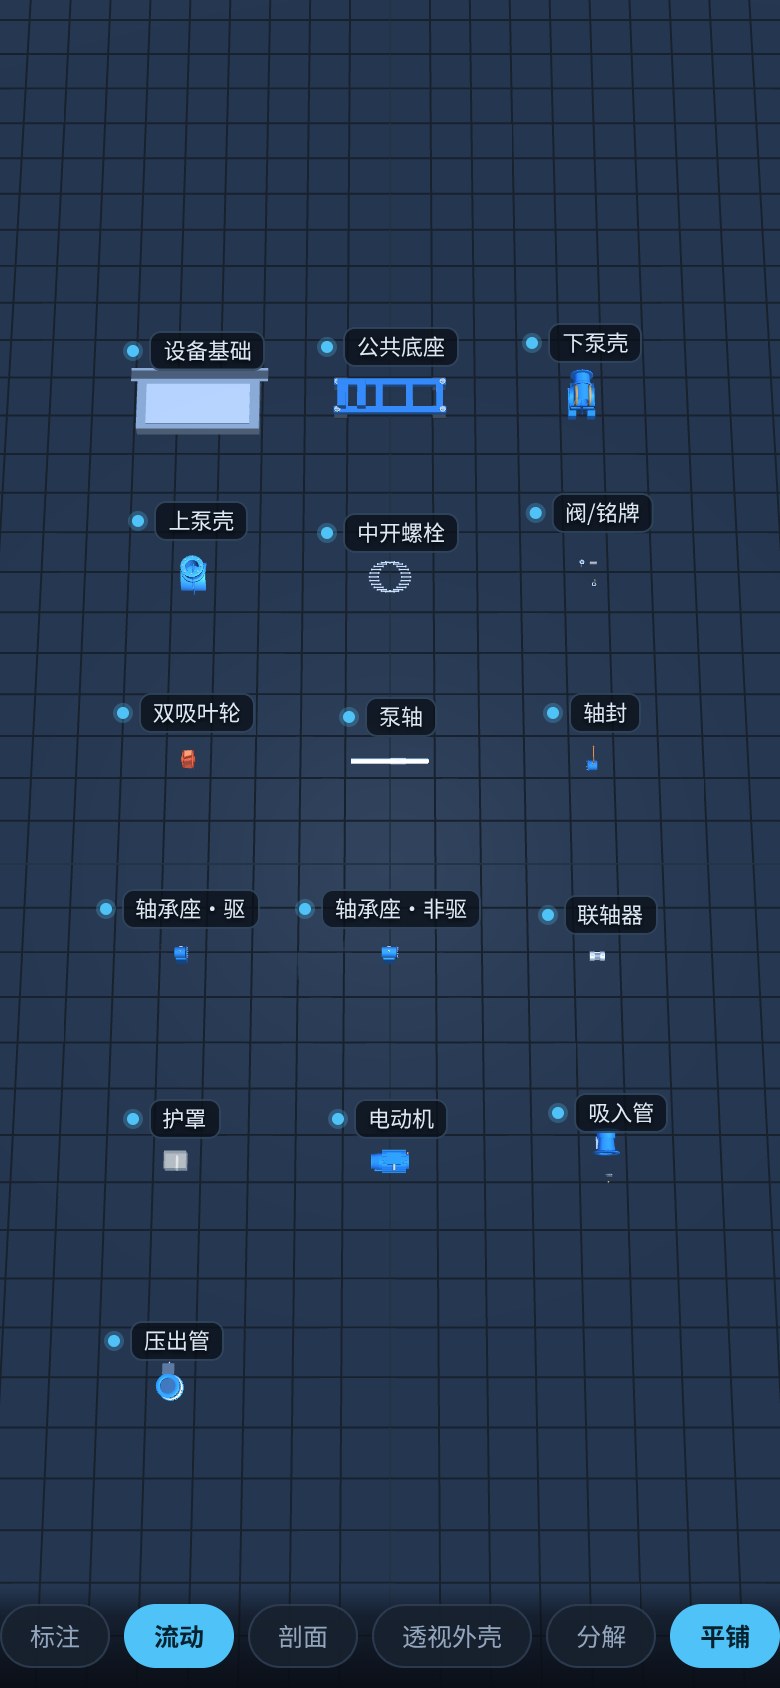 设备基础
公共底座
下泵壳
上泵壳
中开螺栓
阀/铭牌
双吸叶轮
泵轴
轴封
轴承座·驱
轴承座·非驱
联轴器
护罩
电动机
吸入管
压出管
标注
流动
剖面
透视外壳
分解
平铺